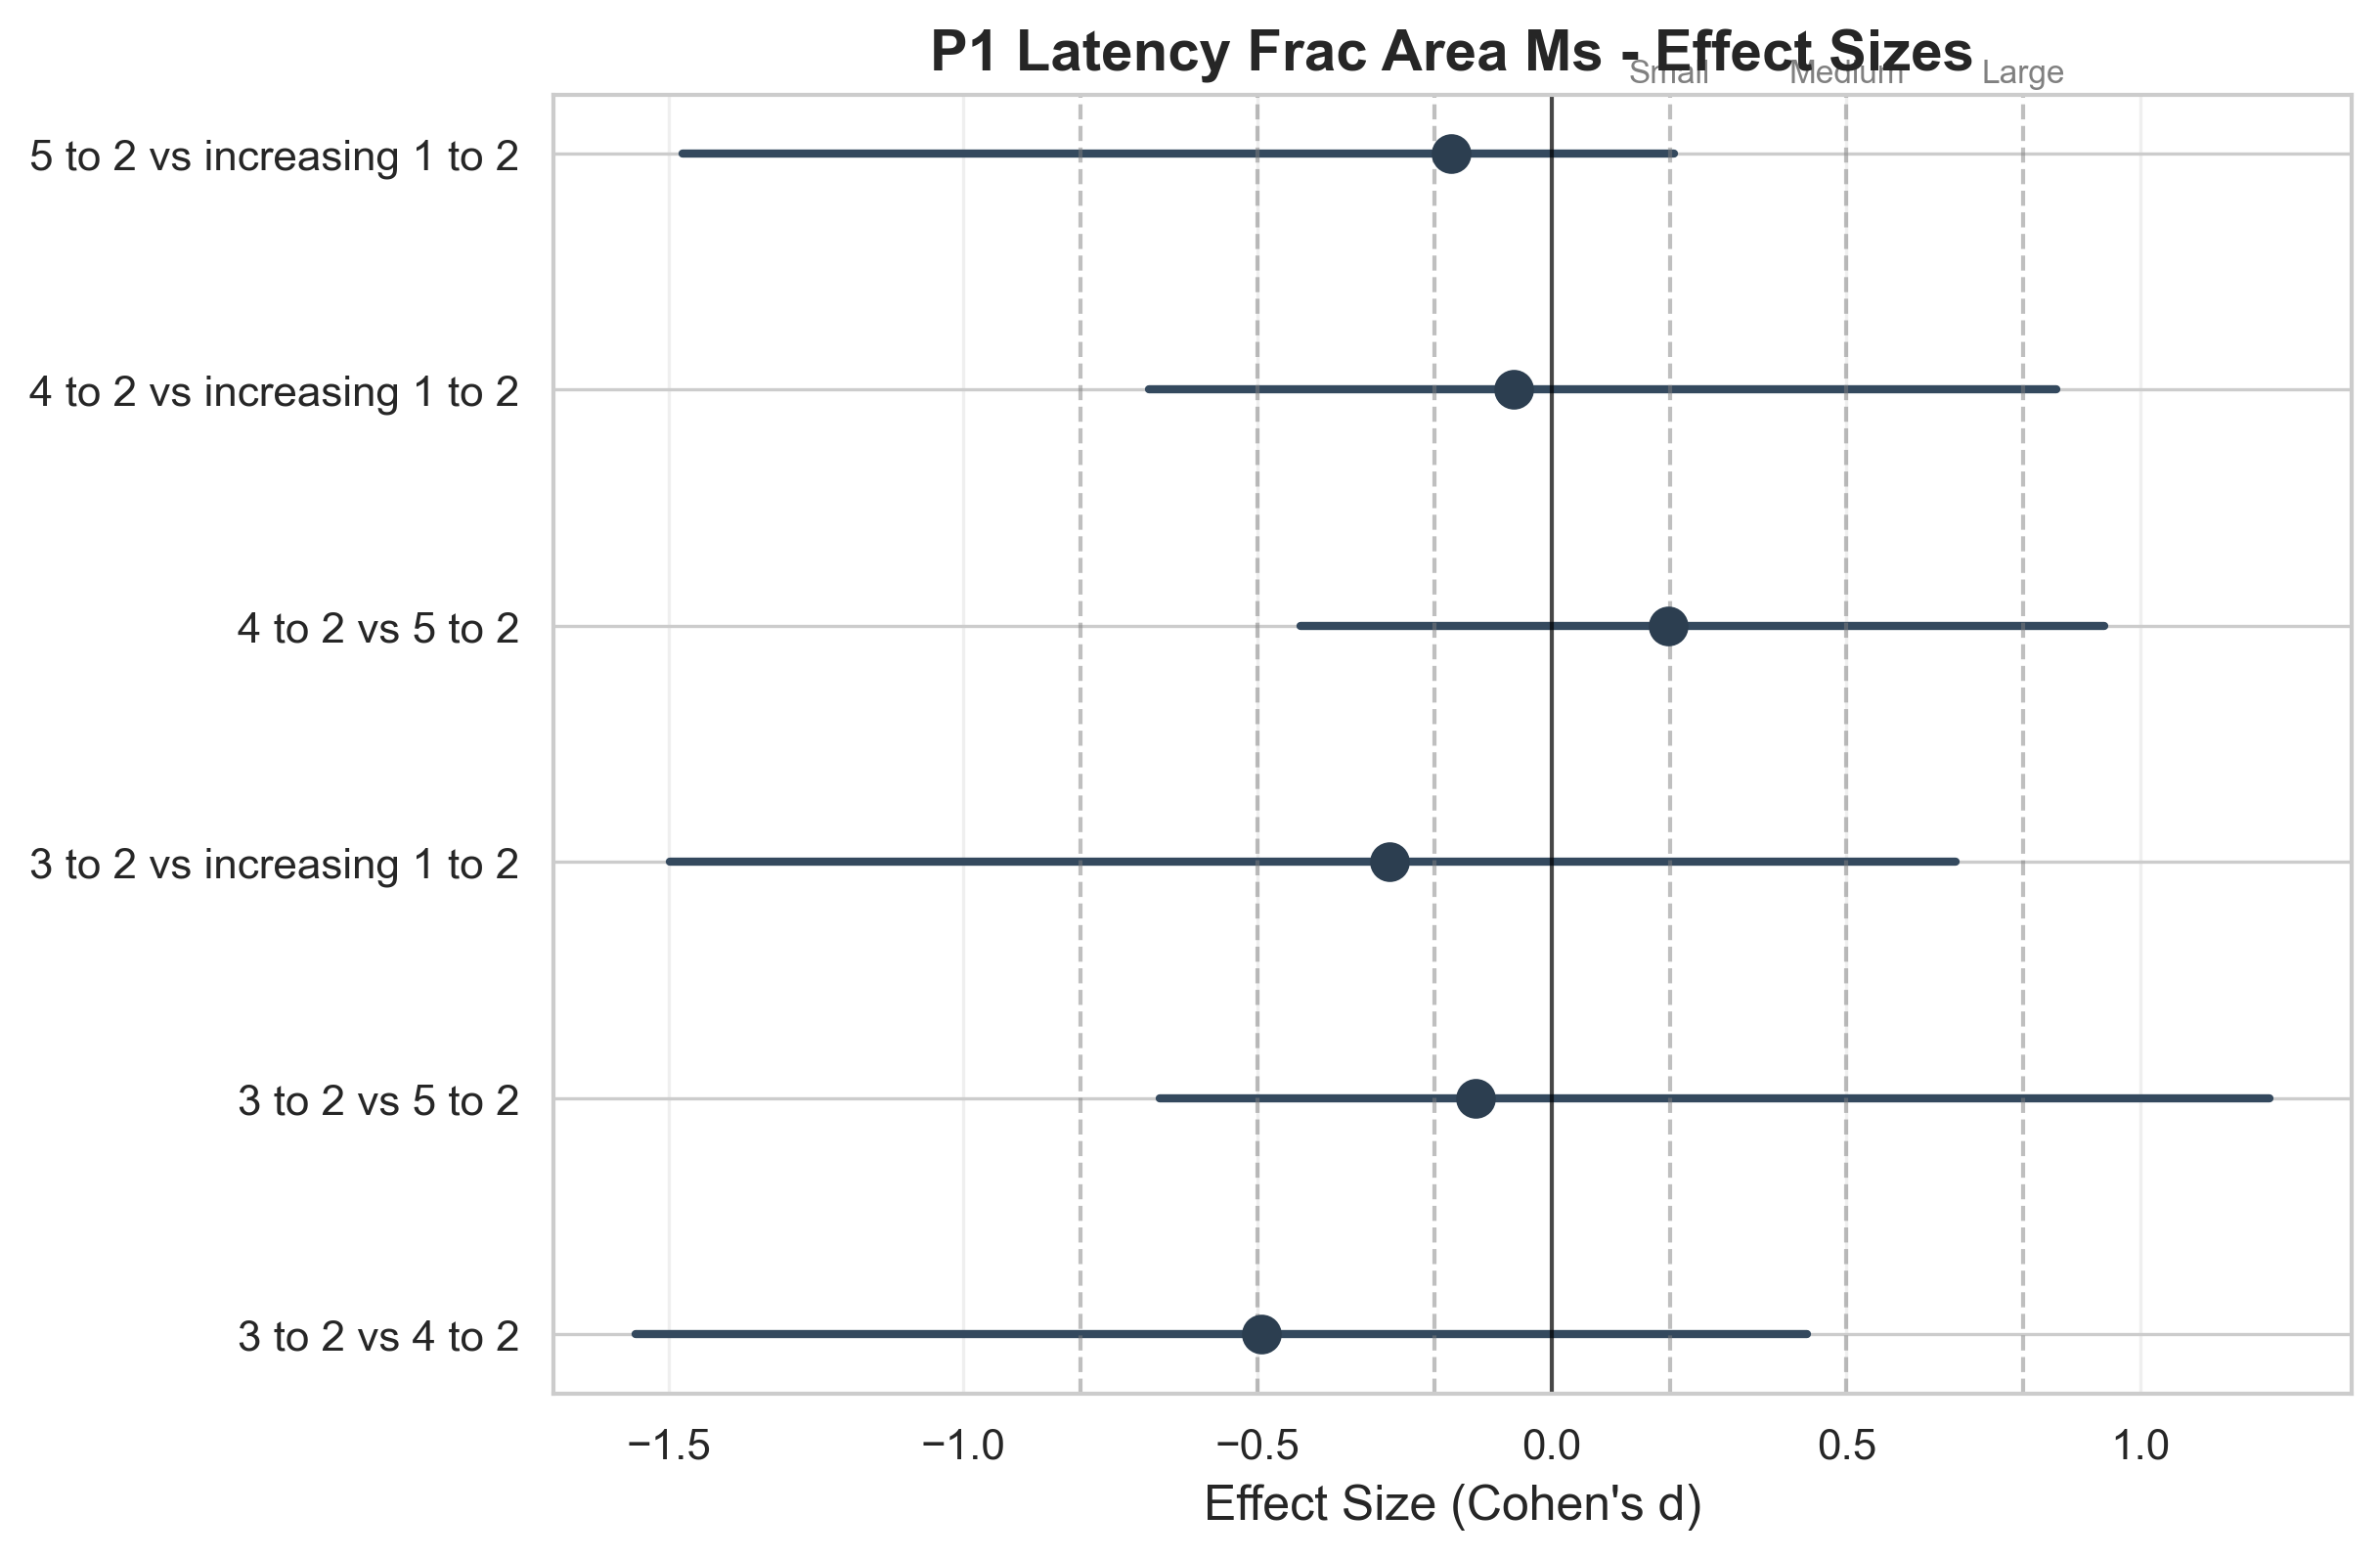 P1 Latency Frac Area Ms - Effect Sizes
Small Medium Large
5 to 2 vs increasing 1 to 2
4 to 2 vs increasing 1 to 2
4 to 2 vs 5 to 2
3 to 2 vs increasing 1 to 2
3 to 2 vs 5 to 2
3 to 2 vs 4 to 2
−1.5 −1.0 −0.5 0.0 0.5 1.0
Effect Size (Cohen's d)